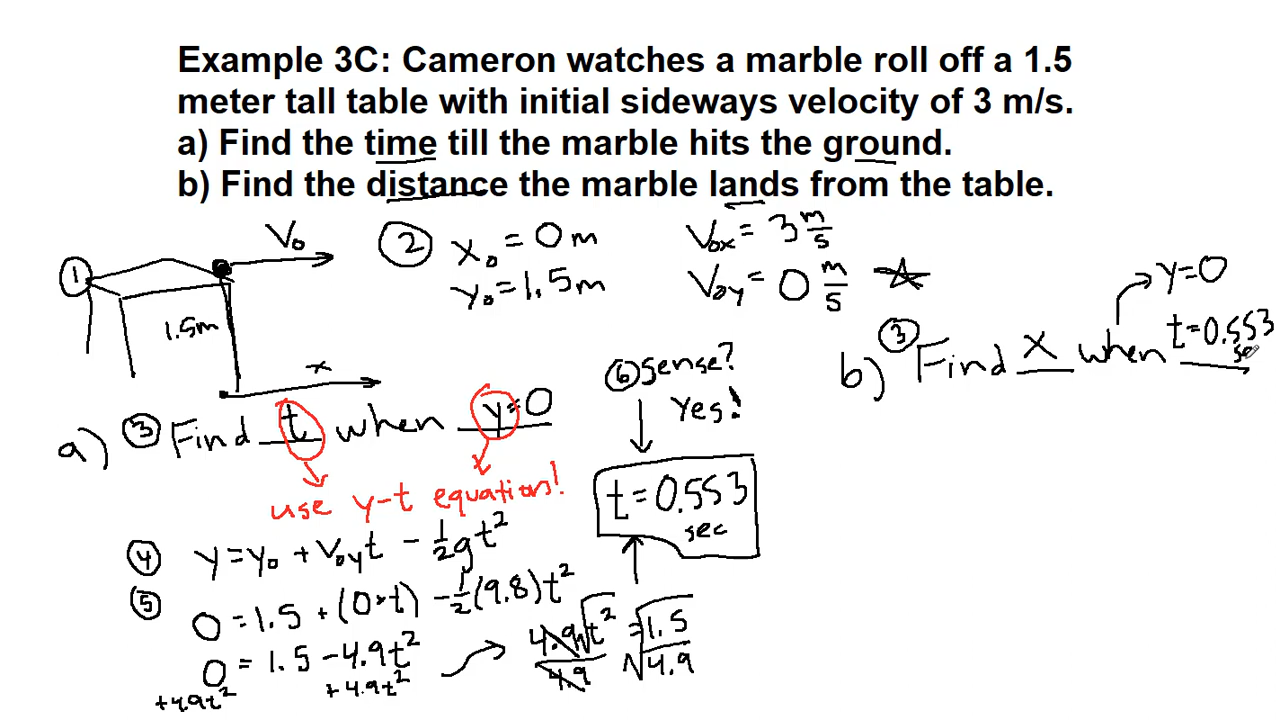 Example 3C: Cameron watches a marble roll off a 1.5
meter tall table with initial sideways velocity of 3 m/s.
a) Find the time till the marble hits the ground.
b) Find the distance the marble lands from the table.
① V₀
1.5m
x
② x₀ = 0m
y₀ = 1.5m
V₀ₓ = 3 m/s
V₀y = 0 m/s ☆
a) ③ Find t when y=0
use y-t equation!
④ y = y₀ + V₀yt - 1/2gt²
⑤ 0 = 1.5 + (0·t) - 1/2(9.8)t²
0 = 1.5 - 4.9t²
+4.9t² +4.9t²
4.9√t²/4.9 = √1.5/√4.9
t = 0.553
sec
⑥ Sense?
Yes!
y=0
b) ③ Find x when t=0.553
se